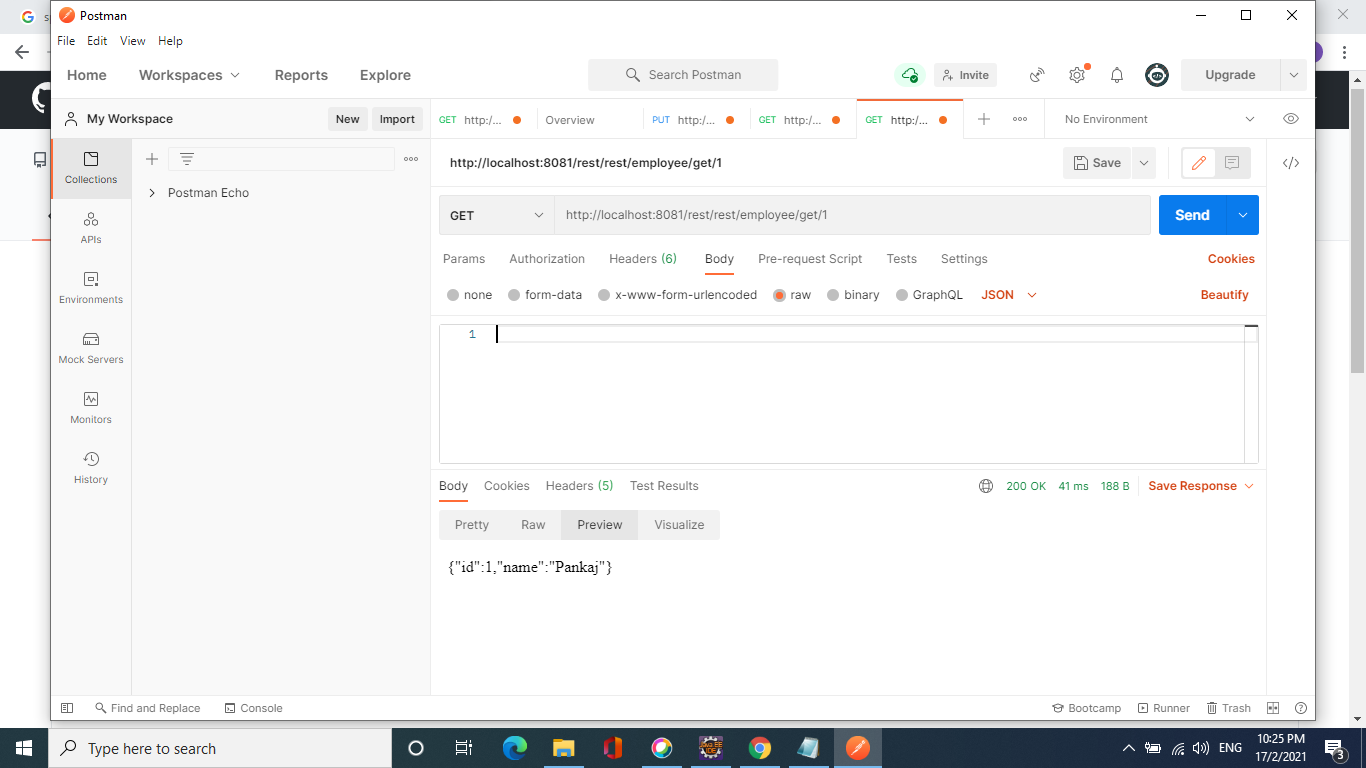 Postman
File Edit View Help
Home Workspaces Reports Explore Search Postman Invite Upgrade
My Workspace New Import GET http:/... Overview PUT http:/... GET http:/... GET http:/... No Environment
Collections
Postman Echo
APIs
Environments
Mock Servers
Monitors
History
http://localhost:8081/rest/rest/employee/get/1 Save
GET http://localhost:8081/rest/rest/employee/get/1 Send
Params Authorization Headers (6) Body Pre-request Script Tests Settings Cookies
none form-data x-www-form-urlencoded raw binary GraphQL JSON Beautify
1
Body Cookies Headers (5) Test Results 200 OK 41 ms 188 B Save Response
Pretty Raw Preview Visualize
{"id":1,"name":"Pankaj"}
Find and Replace Console Bootcamp Runner Trash
Type here to search ENG 10:25 PM
17/2/2021 3